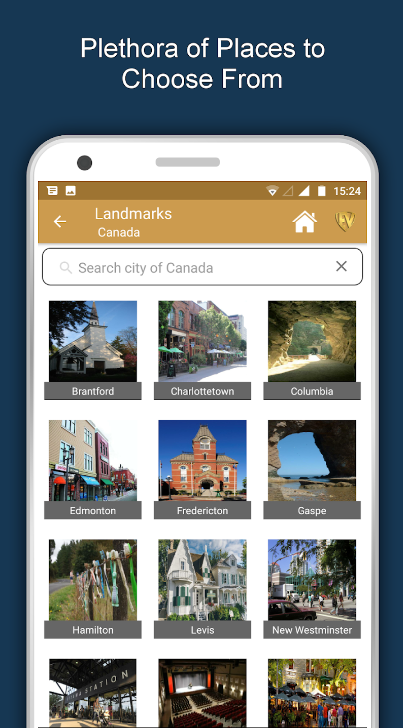 Plethora of Places to
Choose From
15:24
Landmarks
Canada
Search city of Canada
Brantford
Charlottetown
Columbia
Edmonton
Fredericton
Gaspe
Hamilton
Levis
New Westminster
STATION